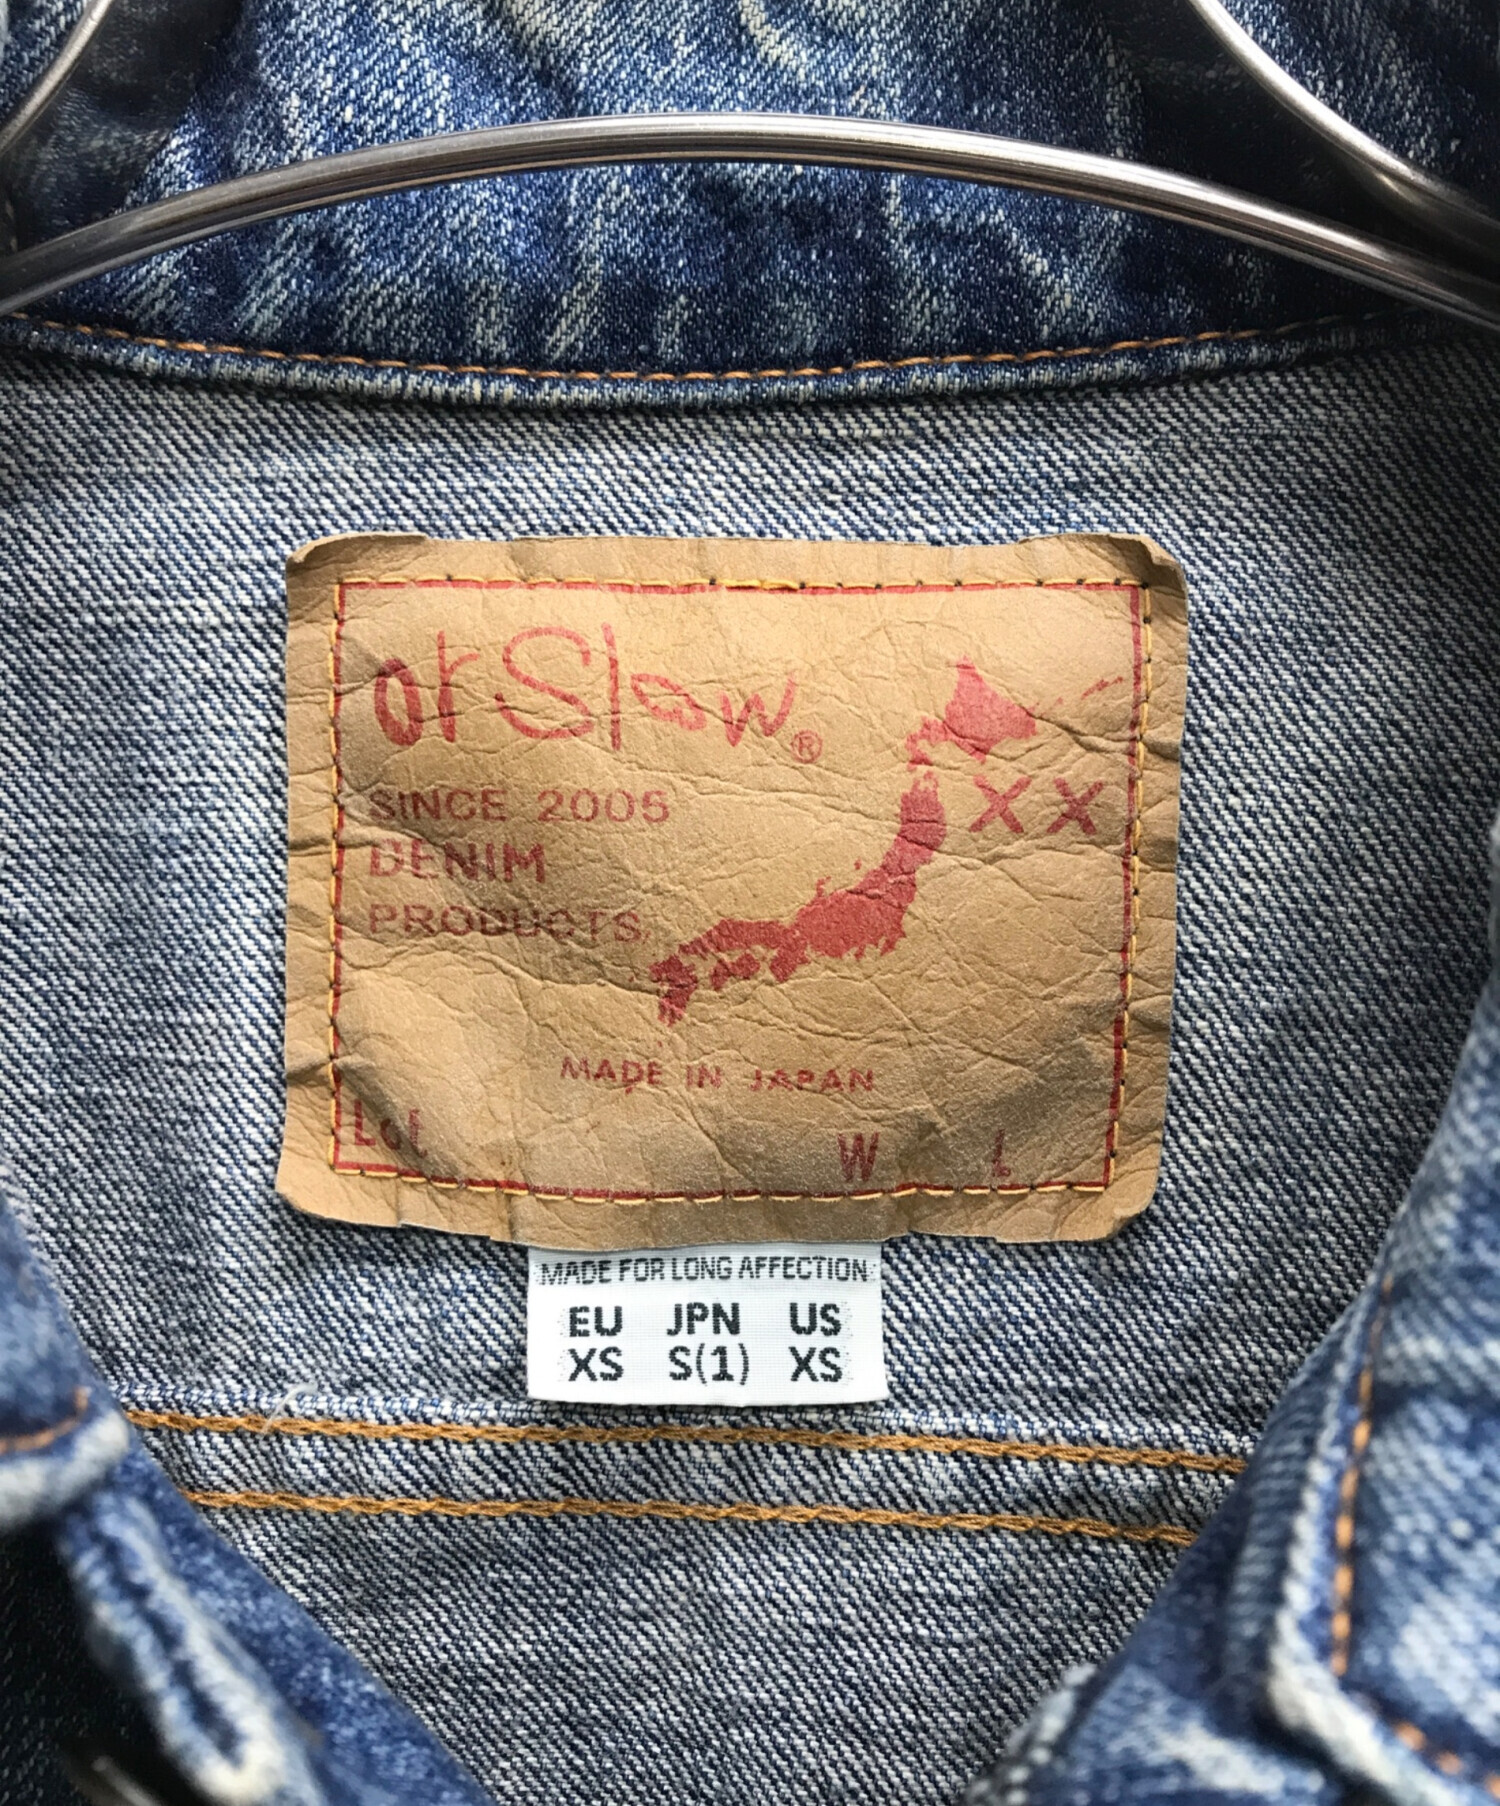 orSlow®
SINCE 2005
DENIM
PRODUCTS,
XX
MADE IN JAPAN
Lot W L
MADE FOR LONG AFFECTION
EU JPN US
XS S(1) XS